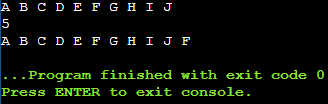 A B C D E F G H I J
5
A B C D E F G H I J F
...Program finished with exit code 0
Press ENTER to exit console.